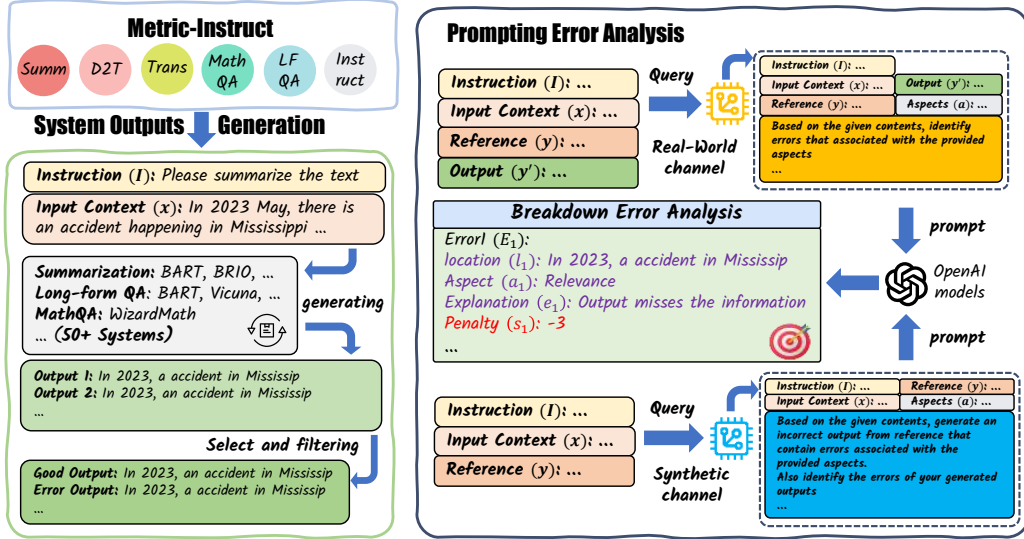 Metric-Instruct
Summ
D2T
Trans
Math
QA
LF
QA
Inst
ruct
System Outputs Generation
Instruction (I): Please summarize the text
Input Context (x): In 2023 May, there is
an accident happening in Mississippi ...
Summarization: BART, BRIO, ...
Long-form QA: BART, Vicuna, ...
MathQA: WizardMath
... (50+ Systems)
generating
Output 1: In 2023, a accident in Mississip
Output 2: In 2023, an accident in Mississip
...
Select and filtering
Good Output: In 2023, an accident in Mississip
Error Output: In 2023, a accident in Mississip
...
Prompting Error Analysis
Instruction (I): ...
Input Context (x): ...
Reference (y): ...
Output (y'): ...
Query
Real-World
channel
Instruction (I): ...
Input Context (x): ...
Output (y'): ...
Reference (y): ...
Aspects (a): ...
Based on the given contents, identify
errors that associated with the provided
aspects
...
Breakdown Error Analysis
Error1 (E₁):
location (l₁): In 2023, a accident in Mississip
Aspect (a₁): Relevance
Explanation (e₁): Output misses the information
Penalty (s₁): -3
...
prompt
OpenAI
models
prompt
Instruction (I): ...
Input Context (x): ...
Reference (y): ...
Query
Synthetic
channel
Instruction (I): ...
Reference (y): ...
Input Context (x): ...
Aspects (a): ...
Based on the given contents, generate an
incorrect output from reference that
contain errors associated with the
provided aspects.
Also identify the errors of your generated
outputs
...